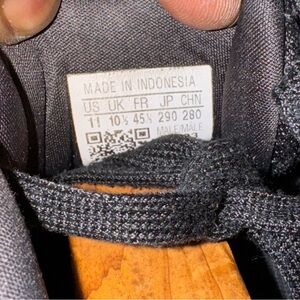 MADE IN INDONESIA
US UK FR JP CHN
11 10½ 45⅓ 290 280
MALE/MALE